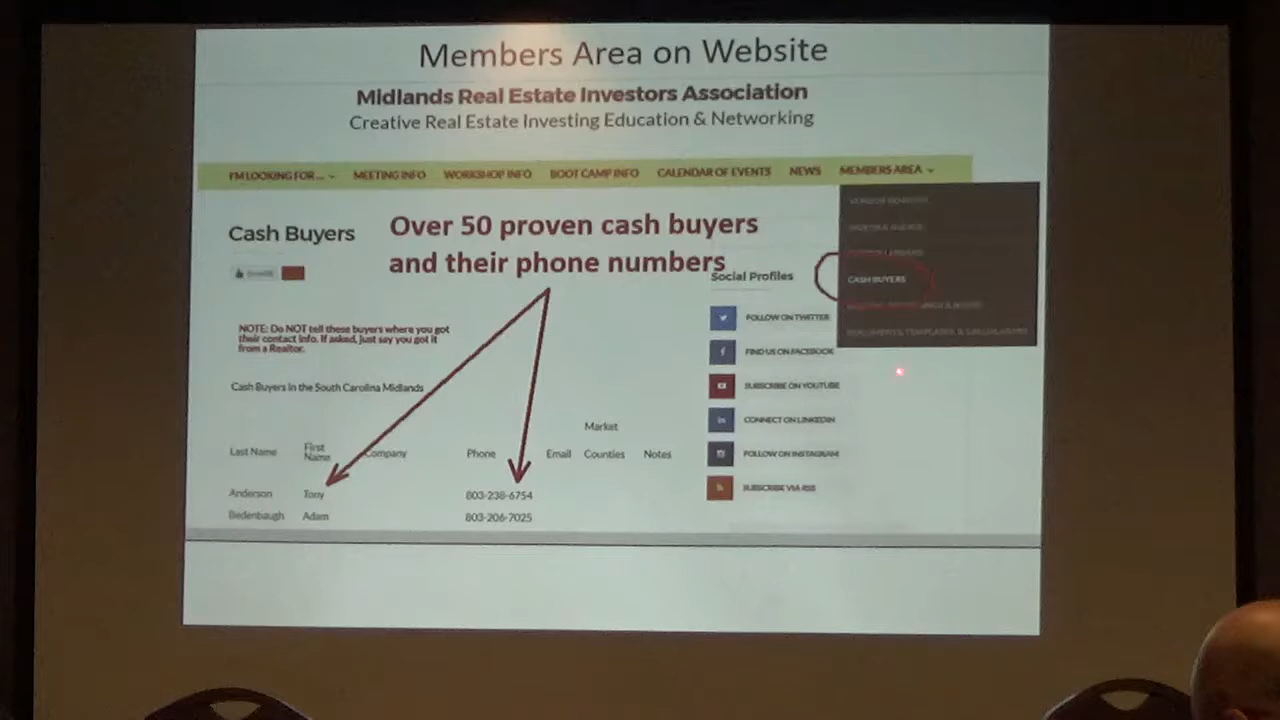 Members Area on Website
Midlands Real Estate Investors Association
Creative Real Estate Investing Education & Networking
I'M LOOKING FOR... MEETING INFO WORKSHOP INFO BOOT CAMP INFO CALENDAR OF EVENTS NEWS MEMBERS AREA
Over 50 proven cash buyers
and their phone numbers
Cash Buyers
CASH BUYERS
Social Profiles
FOLLOW ON TWITTER
FIND US ON FACEBOOK
SUBSCRIBE ON YOUTUBE
CONNECT ON LINKEDIN
FOLLOW ON INSTAGRAM
SUBSCRIBE VIA RSS
NOTE: Do NOT tell these buyers where you got
their contact info. If asked, just say you got it
from a Realtor.
Cash Buyers in the South Carolina Midlands
Last Name First Name Company Phone Email Market Counties Notes
Anderson Tony 803-238-6754
Bedenbaugh Adam 803-206-7025